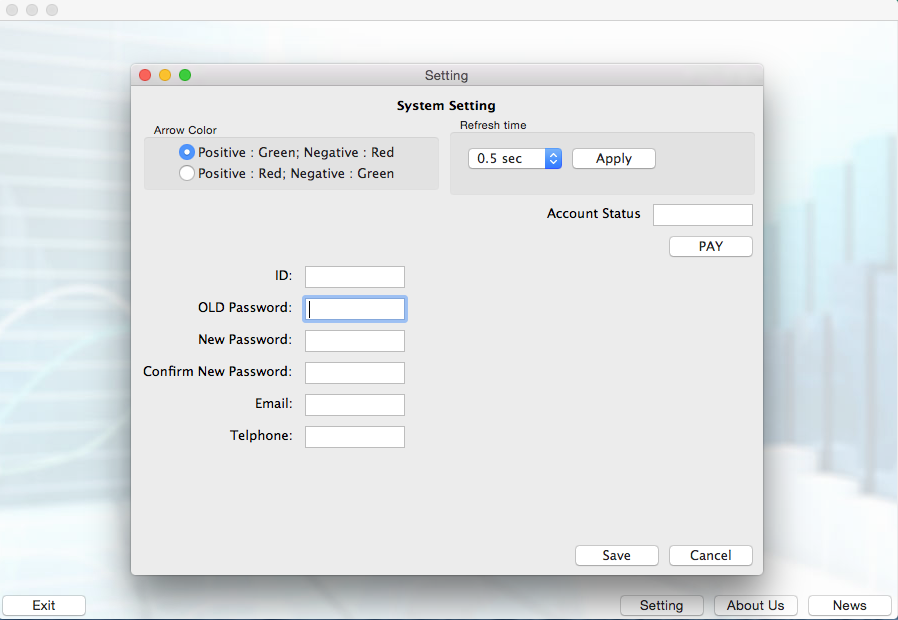 Setting
System Setting
Arrow Color
Refresh time
Positive : Green; Negative : Red
Positive : Red; Negative : Green
0.5 sec
Apply
Account Status
PAY
ID:
OLD Password:
New Password:
Confirm New Password:
Email:
Telphone:
Save
Cancel
Exit
Setting
About Us
News